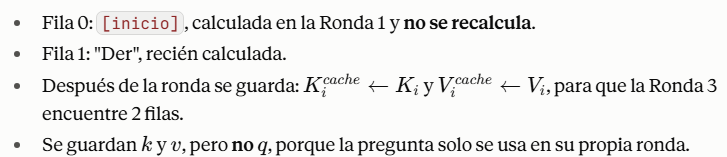 • Fila 0: [inicio], calculada en la Ronda 1 y no se recalcula.
• Fila 1: "Der", recién calculada.
• Después de la ronda se guarda: $K_i^{cache} \leftarrow K_i$ y $V_i^{cache} \leftarrow V_i$, para que la Ronda 3
encuentre 2 filas.
• Se guardan $k$ y $v$, pero no $q$, porque la pregunta solo se usa en su propia ronda.